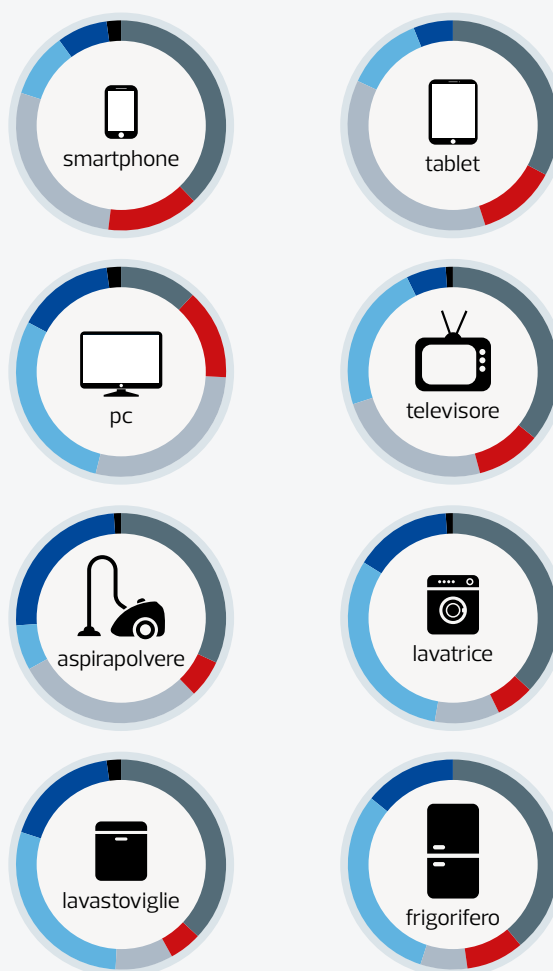 smartphone
tablet
pc
televisore
aspirapolvere
lavatrice
lavastoviglie
frigorifero